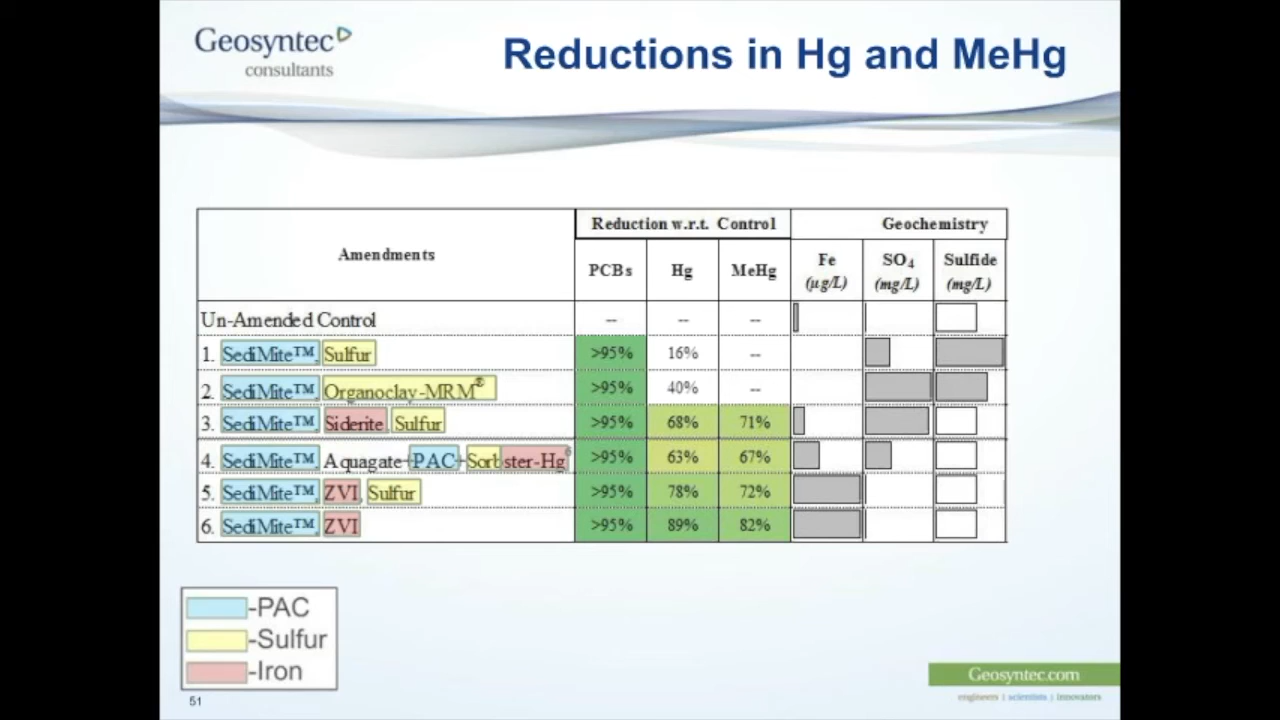 Geosyntec
consultants
Reductions in Hg and MeHg
Amendments
Reduction w.r.t. Control
Geochemistry
PCBs Hg MeHg Fe (µg/L) SO₄ (mg/L) Sulfide (mg/L)
Un-Amended Control -- -- --
1. SediMite™, Sulfur >95% 16% --
2. SediMite™, Organoclay-MRM® >95% 40% --
3. SediMite™, Siderite, Sulfur >95% 68% 71%
4. SediMite™, Aquagate+PAC+Sorbster-Hg® >95% 63% 67%
5. SediMite™, ZVI, Sulfur >95% 78% 72%
6. SediMite™, ZVI >95% 89% 82%
-PAC
-Sulfur
-Iron
51
Geosyntec.com
engineers | scientists | innovators